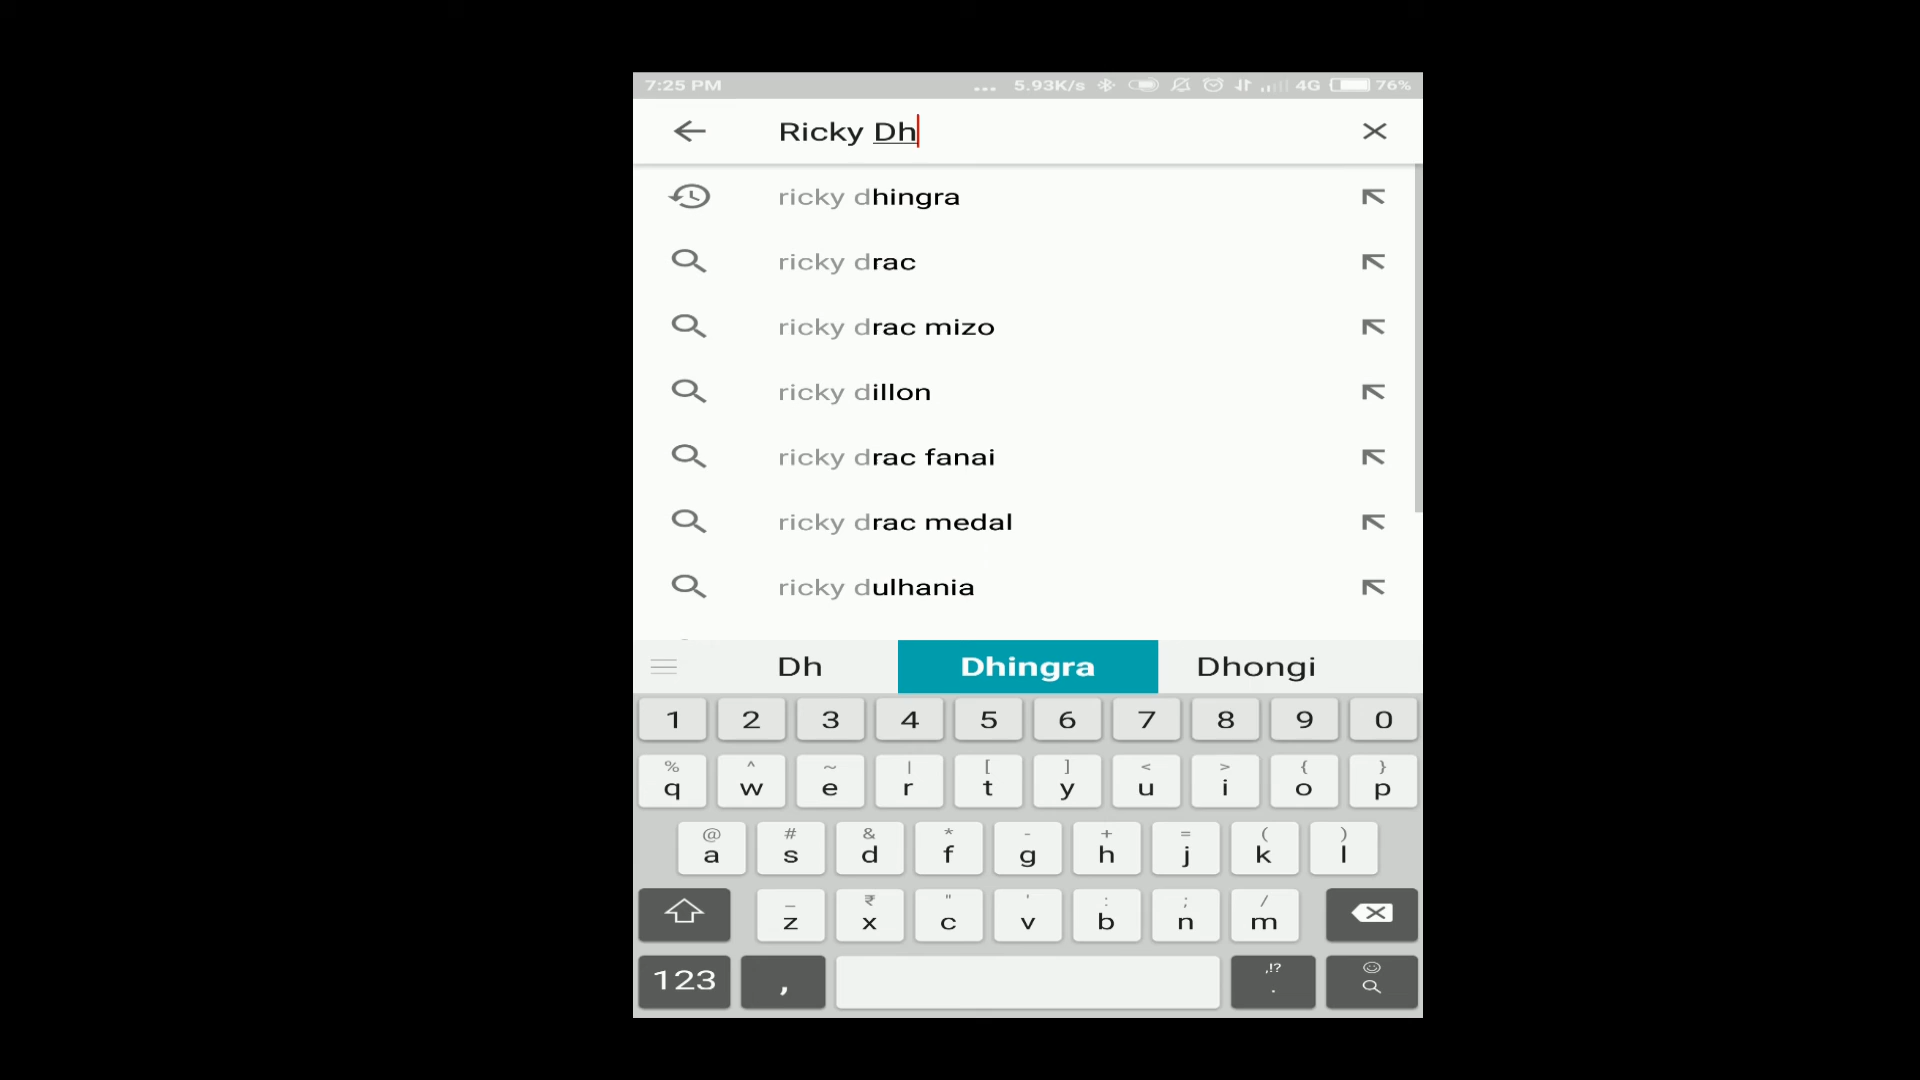 7:25 PM ... 5.93K/s 4G 76%
Ricky Dh
ricky dhingra
ricky drac
ricky drac mizo
ricky dillon
ricky drac fanai
ricky drac medal
ricky dulhania
Dh Dhingra Dhongi
1 2 3 4 5 6 7 8 9 0
% ^ ~ | [ ] < > { }
q w e r t y u i o p
@ # & * - + = ( )
a s d f g h j k l
_ ₹ " ' : ; /
z x c v b n m
123 , ,!? .